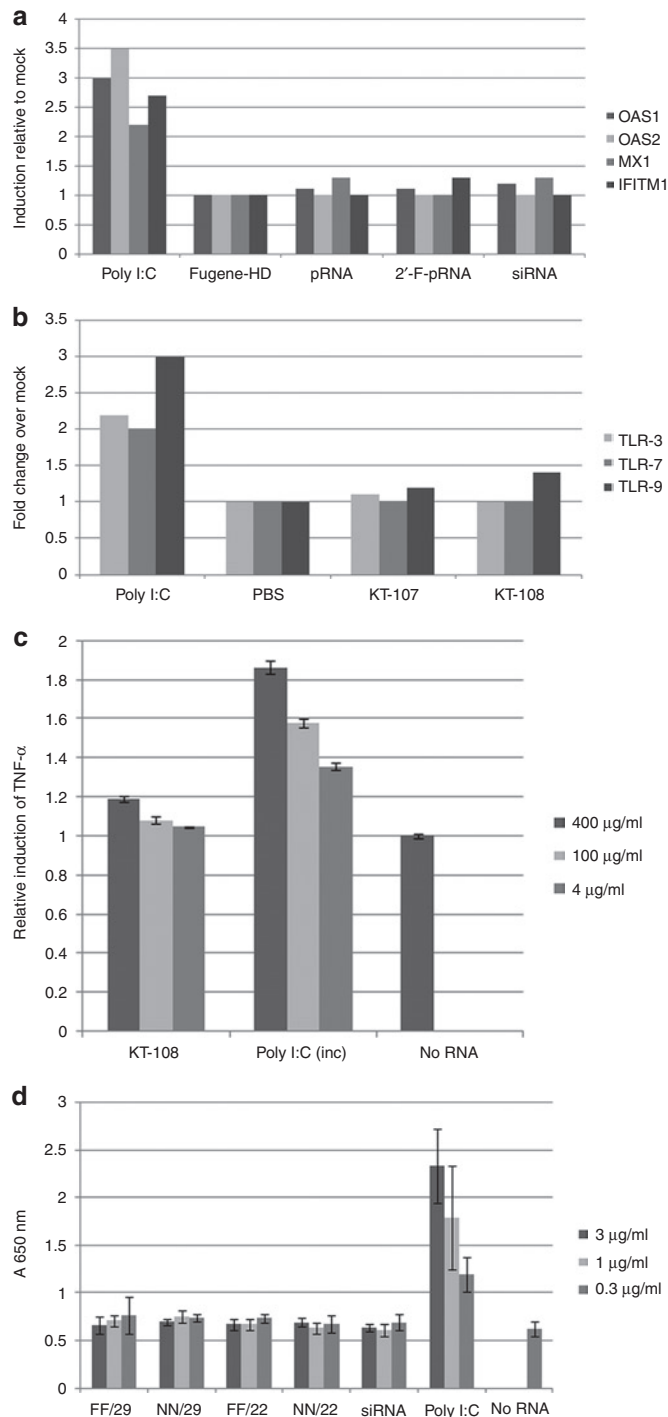 a
Induction relative to mock
4
3.5
3
2.5
2
1.5
1
0.5
0
Poly I:C Fugene-HD pRNA 2′-F-pRNA siRNA
OAS1
OAS2
MX1
IFITM1
b
Fold change over mock
3.5
3
2.5
2
1.5
1
0.5
0
Poly I:C PBS KT-107 KT-108
TLR-3
TLR-7
TLR-9
c
Relative induction of TNF-α
2
1.8
1.6
1.4
1.2
1
0.8
0.6
0.4
0.2
0
KT-108 Poly I:C (inc) No RNA
400 μg/ml
100 μg/ml
4 μg/ml
d
A 650 nm
3
2.5
2
1.5
1
0.5
0
FF/29 NN/29 FF/22 NN/22 siRNA Poly I:C No RNA
3 μg/ml
1 μg/ml
0.3 μg/ml